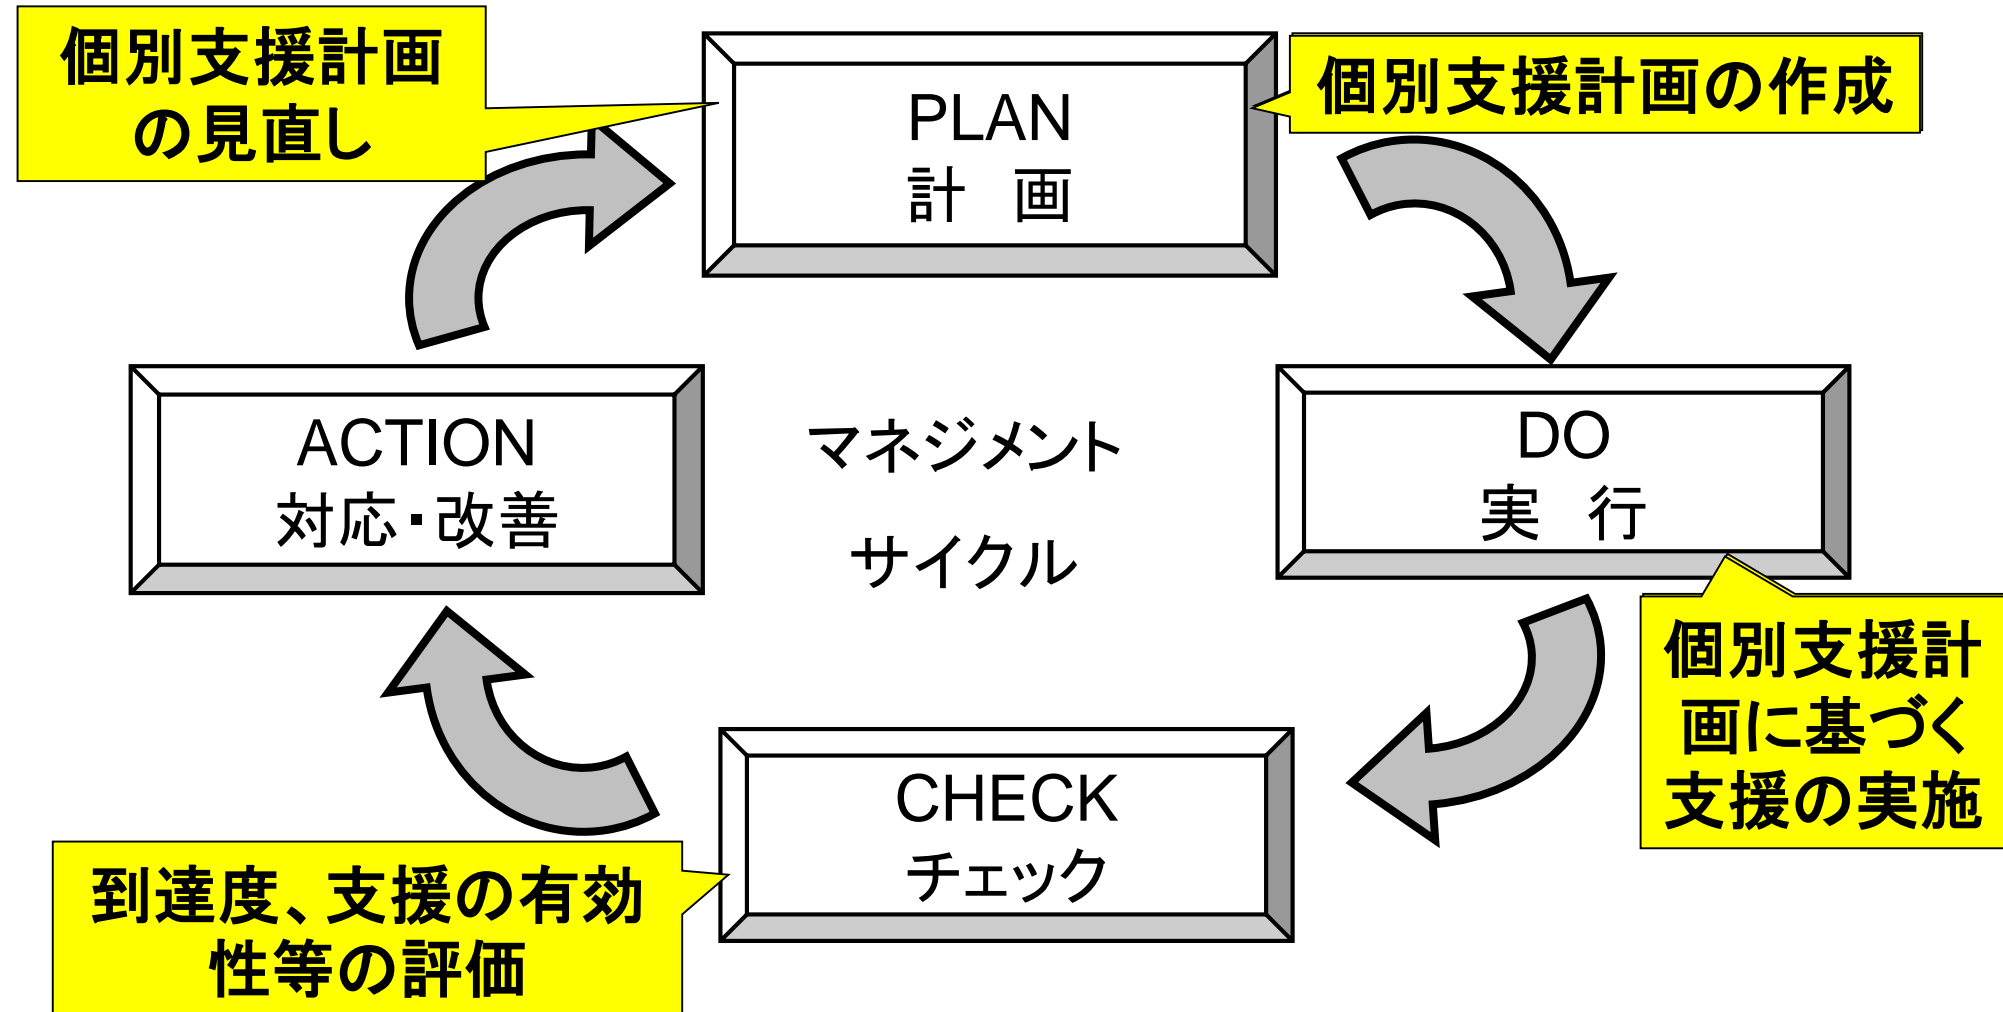 個別支援計画
の見直し
PLAN
計 画
個別支援計画の作成
ACTION
対応・改善
マネジメント
サイクル
DO
実 行
個別支援計
画に基づく
支援の実施
CHECK
チェック
到達度、支援の有効
性等の評価